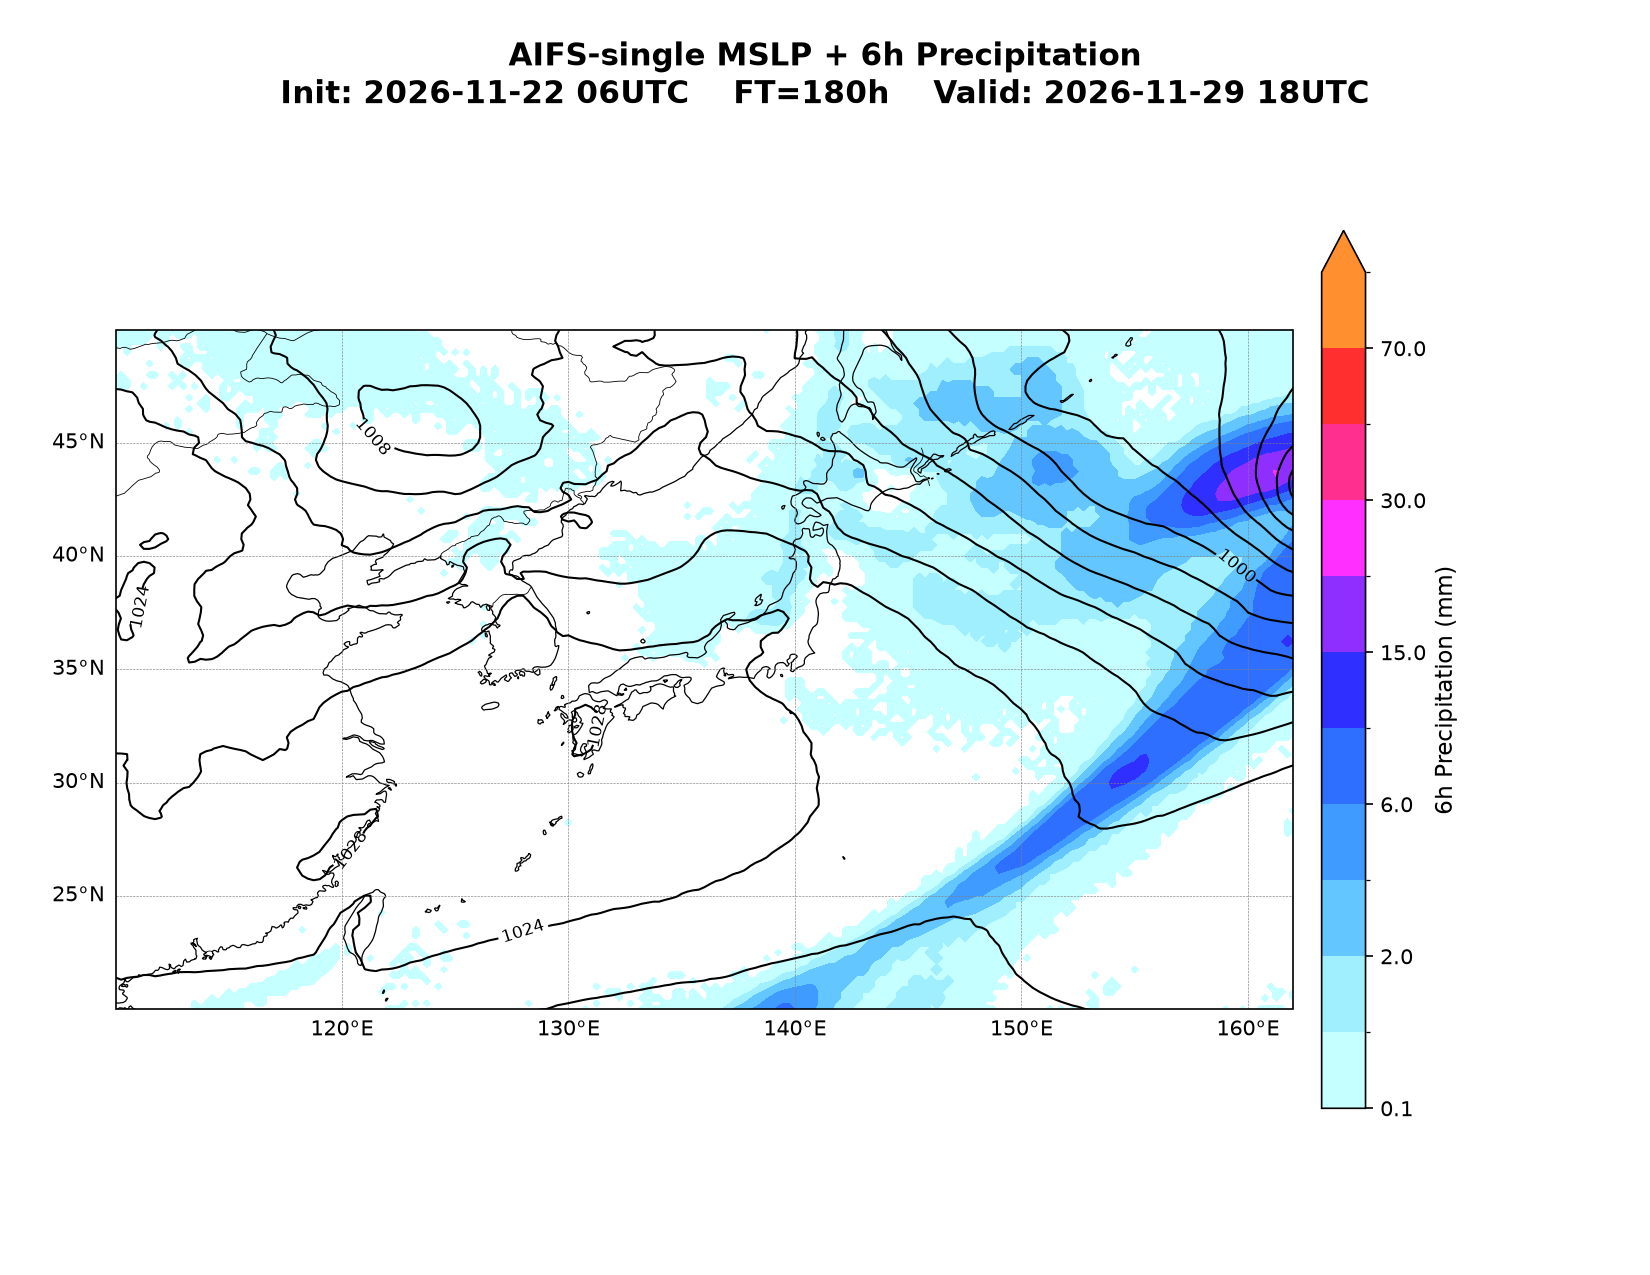 AIFS-single MSLP + 6h Precipitation
Init: 2026-11-22 06UTC    FT=180h    Valid: 2026-11-29 18UTC
70.0
30.0
15.0
6.0
2.0
0.1
6h Precipitation (mm)
45°N
40°N
35°N
30°N
25°N
120°E
130°E
140°E
150°E
160°E
1008
1000
1024
1028
1028
1024